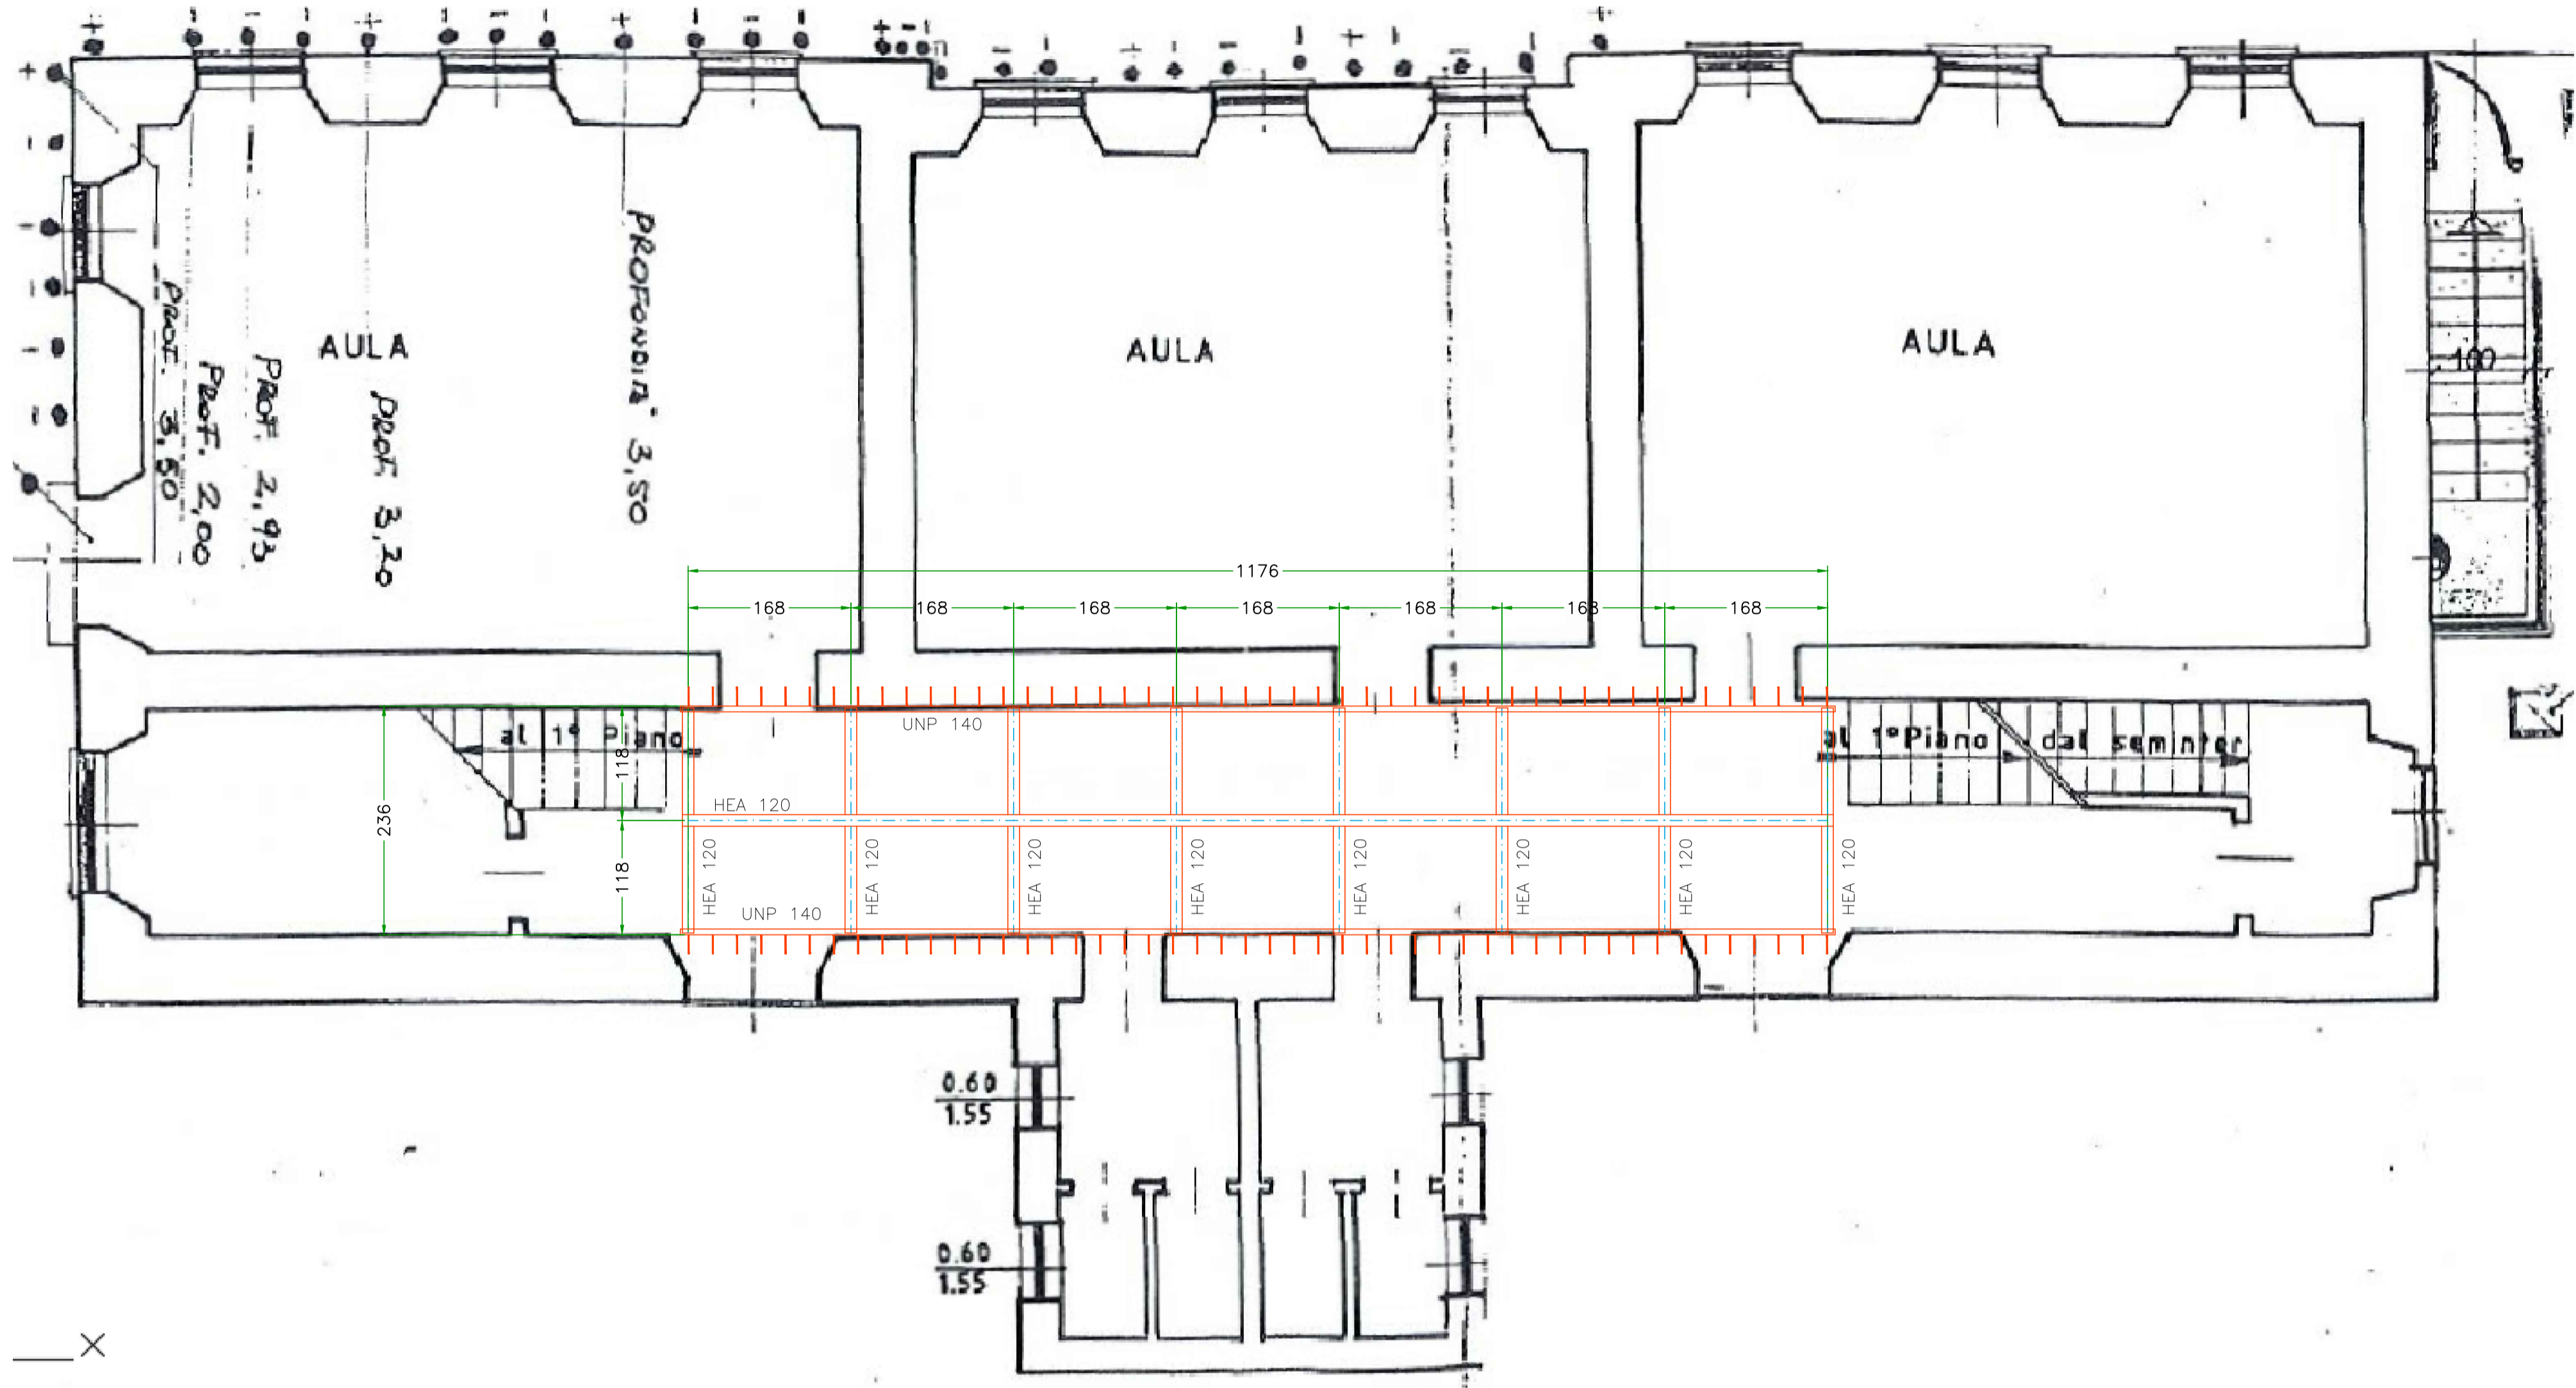 PROFONDITA' 3,50
AULA
AULA
AULA
PROF. 3,50
PROF. 2,00
PROF. 2,93
PROF. 3,20
1176
168
168
168
168
168
168
168
UNP 140
al 1° Piano
al 1°Piano
dal seminter
118
236
118
HEA 120
HEA 120
HEA 120
HEA 120
HEA 120
HEA 120
HEA 120
HEA 120
HEA 120
UNP 140
0.60
1.55
0.60
1.55
X